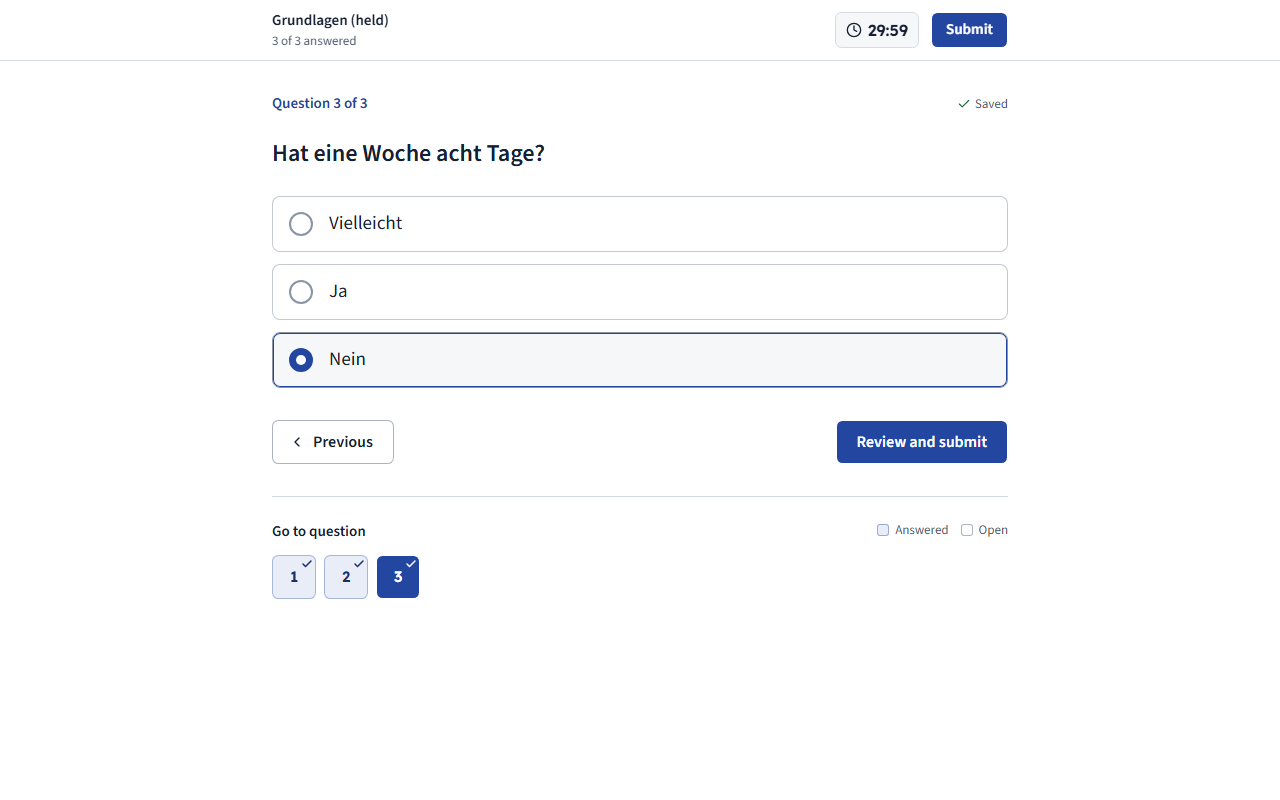 Grundlagen (held)
3 of 3 answered
29:59
Submit
Question 3 of 3
Saved
Hat eine Woche acht Tage?
Vielleicht
Ja
Nein
Previous
Review and submit
Go to question
Answered
Open
1
2
3